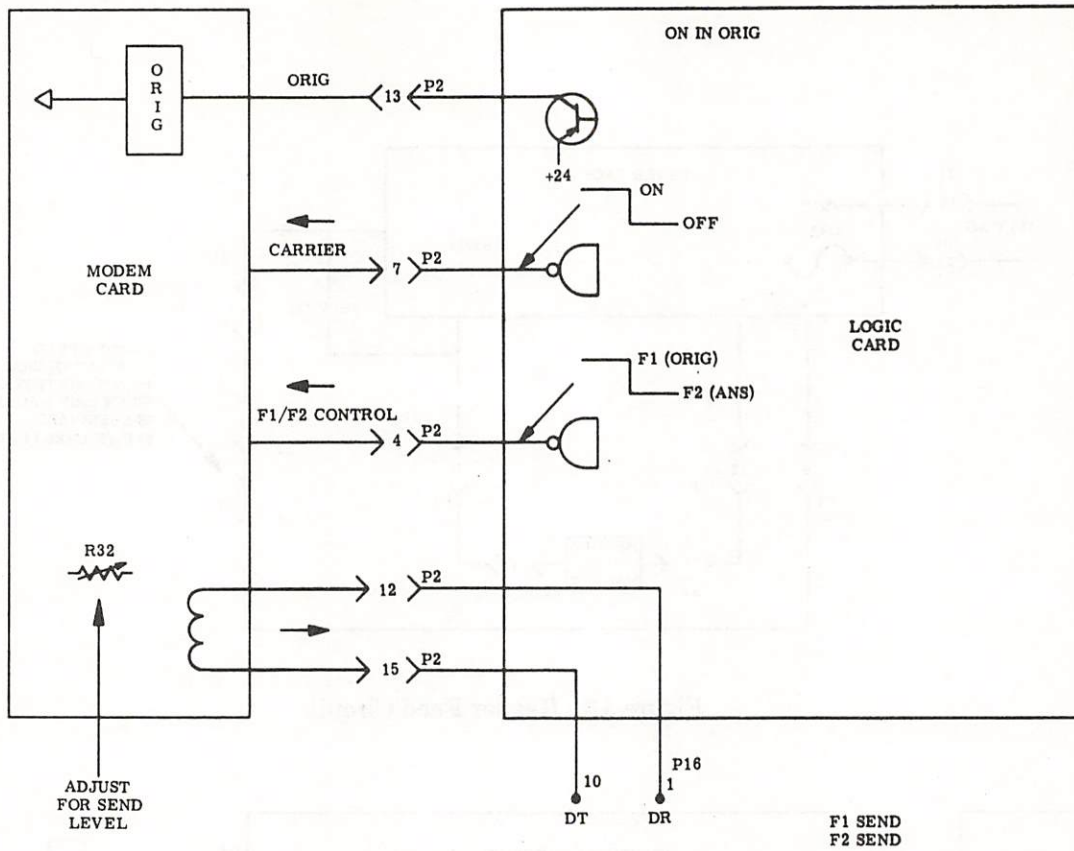 ON IN ORIG
ORIG
ORIG
13
P2
+24
ON
OFF
CARRIER
7
P2
MODEM
CARD
LOGIC
CARD
F1 (ORIG)
F2 (ANS)
F1/F2 CONTROL
4
P2
R32
12
P2
15
P2
ADJUST
FOR SEND
LEVEL
10
P16
1
DT
DR
F1 SEND
F2 SEND